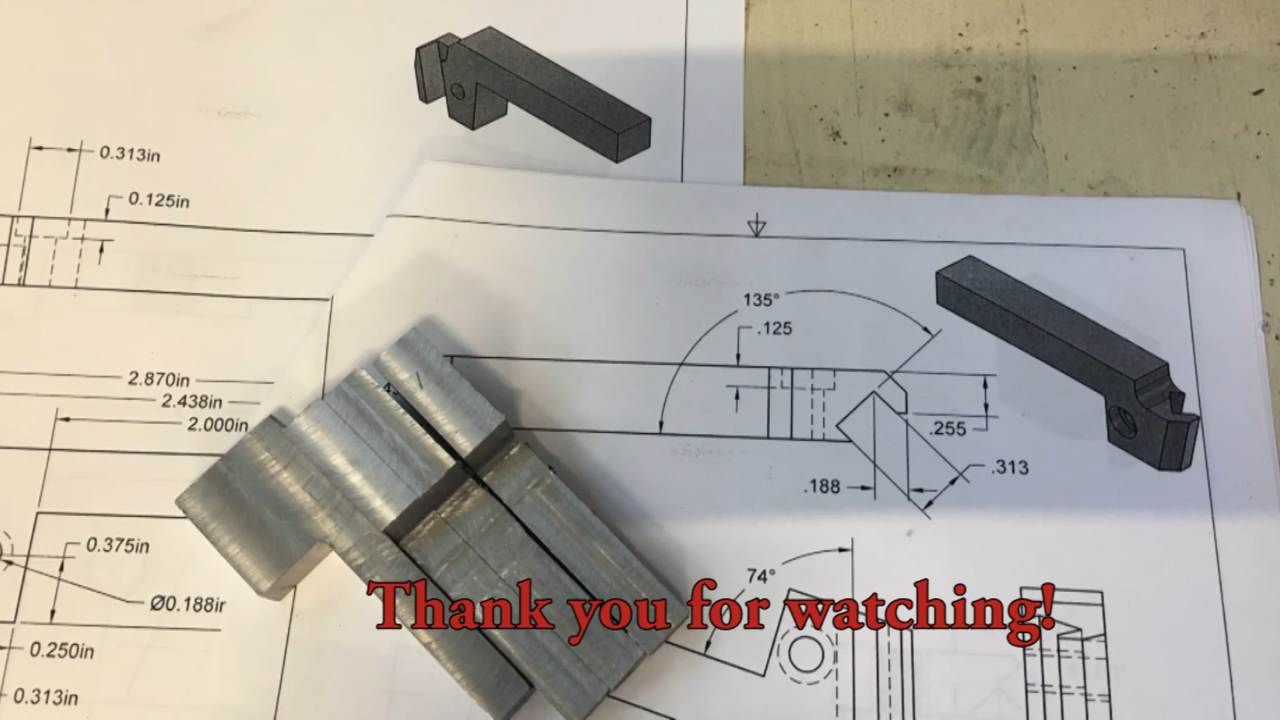 0.313in
0.125in
2.870in
2.438in
2.000in
0.375in
Ø0.188ir
0.250in
0.313in
135°
.125
.255
.313
.188
74°
Thank you for watching!